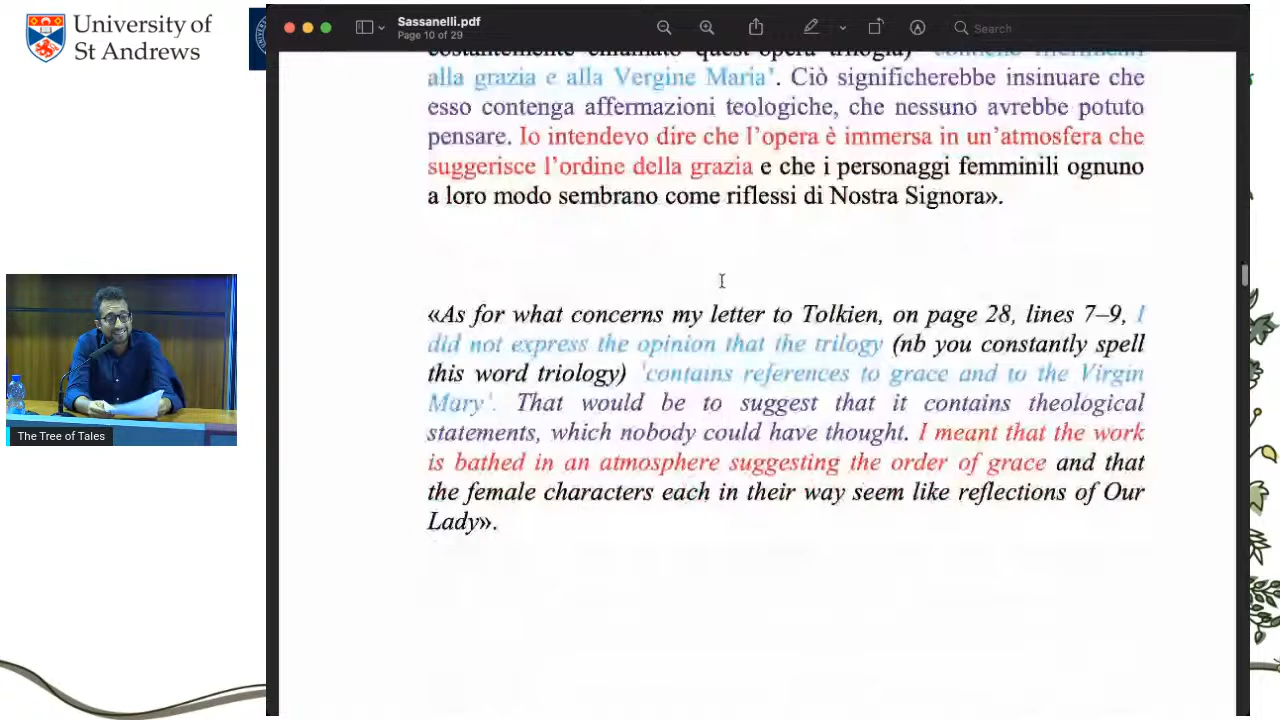 University of
St Andrews
Sassanelli.pdf
Page 10 of 29
Search
costantemente chiamato quest'opera triologia) 'contiene riferimenti
alla grazia e alla Vergine Maria'. Ciò significherebbe insinuare che
esso contenga affermazioni teologiche, che nessuno avrebbe potuto
pensare. Io intendevo dire che l'opera è immersa in un'atmosfera che
suggerisce l'ordine della grazia e che i personaggi femminili ognuno
a loro modo sembrano come riflessi di Nostra Signora».
«As for what concerns my letter to Tolkien, on page 28, lines 7–9, I
did not express the opinion that the trilogy (nb you constantly spell
this word triology) 'contains references to grace and to the Virgin
Mary'. That would be to suggest that it contains theological
statements, which nobody could have thought. I meant that the work
is bathed in an atmosphere suggesting the order of grace and that
the female characters each in their way seem like reflections of Our
Lady».
The Tree of Tales